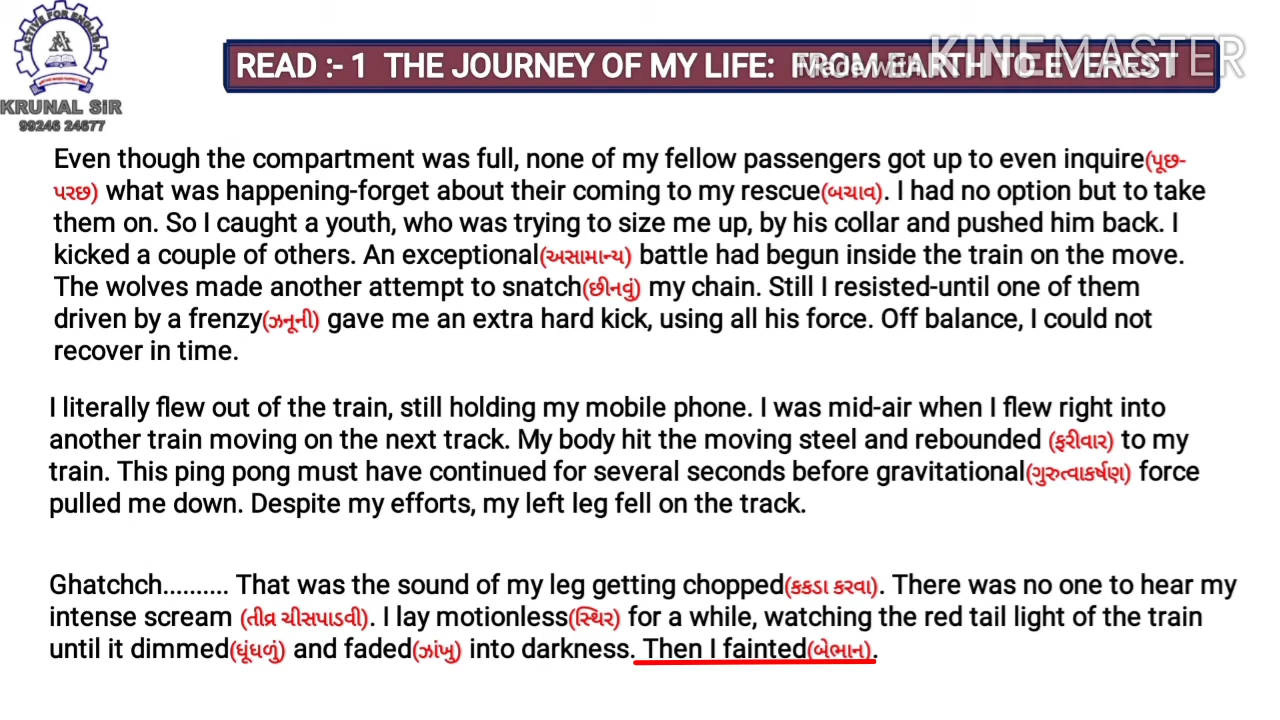 ACTIVE FOR ENGLISH
KRUNAL SIR
99246 24677
READ :- 1 THE JOURNEY OF MY LIFE: FROM EARTH TO EVEREST
Made with KINEMASTER
Even though the compartment was full, none of my fellow passengers got up to even inquire(પૂછ-
પરછ) what was happening-forget about their coming to my rescue(બચાવ). I had no option but to take
them on. So I caught a youth, who was trying to size me up, by his collar and pushed him back. I
kicked a couple of others. An exceptional(અસામાન્ય) battle had begun inside the train on the move.
The wolves made another attempt to snatch(છીનવું) my chain. Still I resisted-until one of them
driven by a frenzy(ઝનૂની) gave me an extra hard kick, using all his force. Off balance, I could not
recover in time.
I literally flew out of the train, still holding my mobile phone. I was mid-air when I flew right into
another train moving on the next track. My body hit the moving steel and rebounded (ફરીવાર) to my
train. This ping pong must have continued for several seconds before gravitational(ગુરુત્વાકર્ષણ) force
pulled me down. Despite my efforts, my left leg fell on the track.
Ghatchch.......... That was the sound of my leg getting chopped(કકડા કરવા). There was no one to hear my
intense scream (તીવ્ર ચીસપાડવી). I lay motionless(સ્થિર) for a while, watching the red tail light of the train
until it dimmed(ધૂંધળું) and faded(ઝાંખુ) into darkness. Then I fainted(બેભાન).